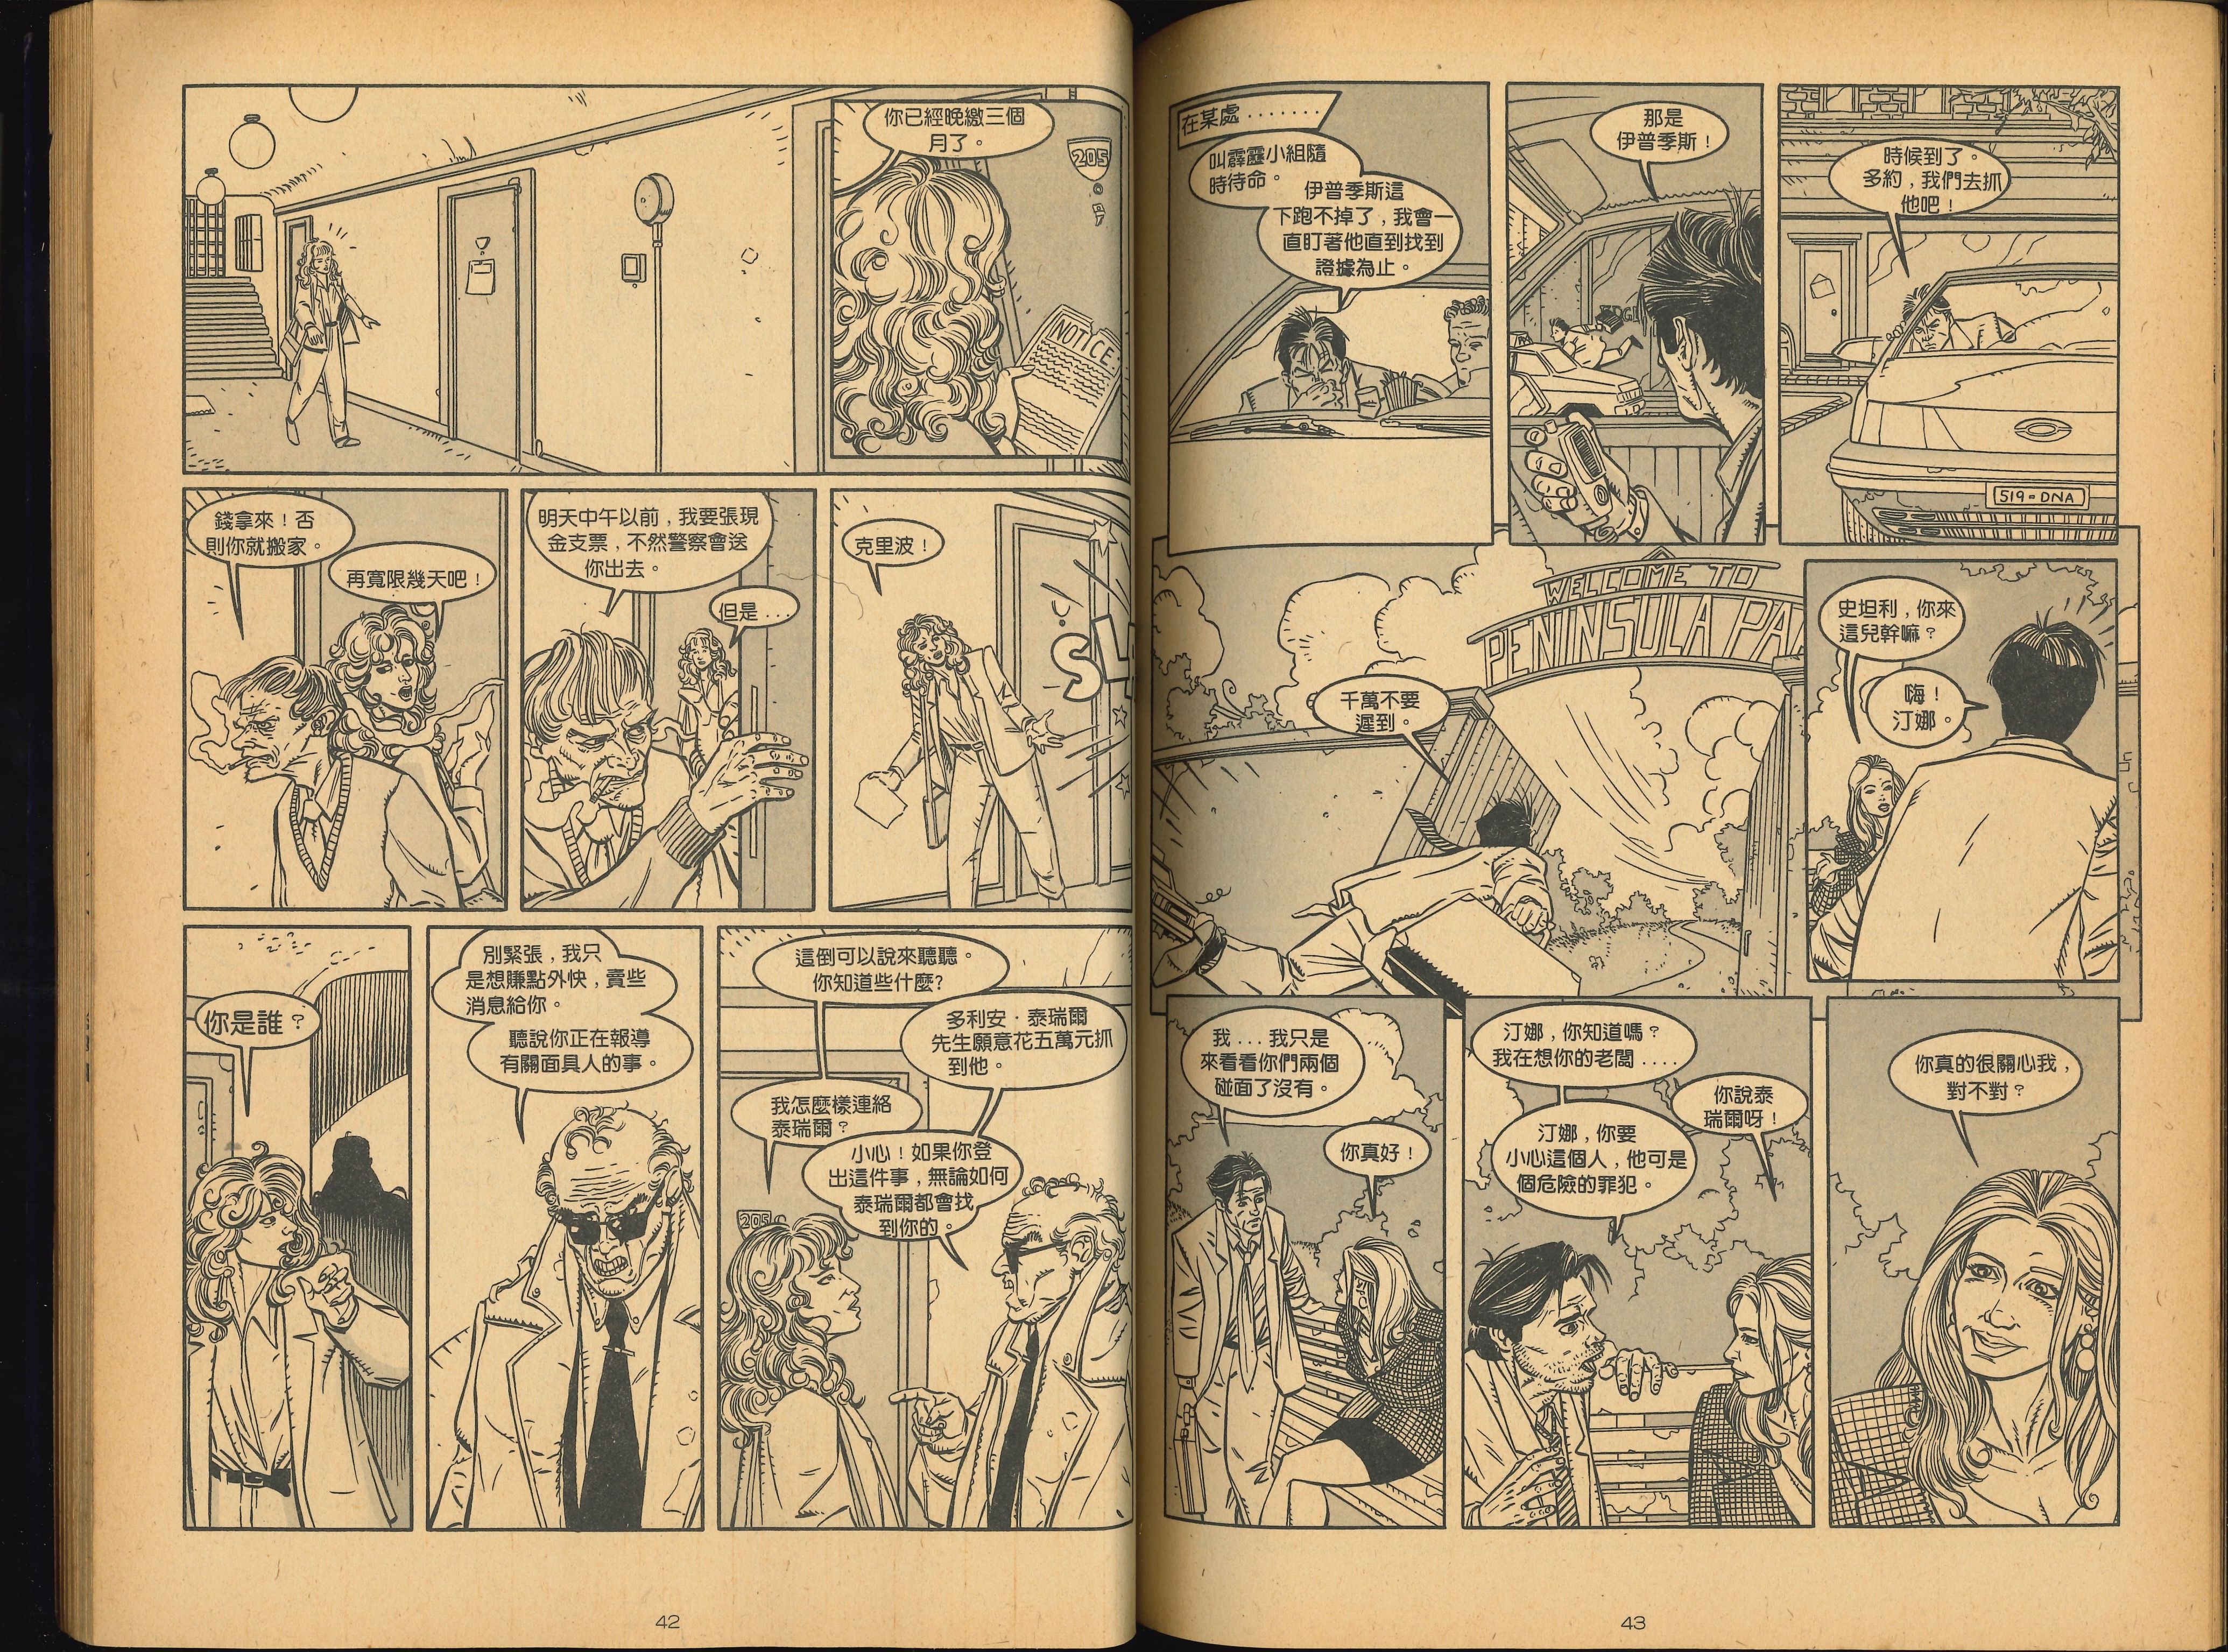 你已經晚繳三個
月了。
205
NOTICE
錢拿來！否
則你就搬家。
再寬限幾天吧！
明天中午以前，我要張現
金支票，不然警察會送
你出去。
但是...
克里波！
SL
你是誰？
別緊張，我只
是想賺點外快，賣些
消息給你。
聽說你正在報導
有關面具人的事。
這倒可以說來聽聽。
你知道些什麼?
多利安·泰瑞爾
先生願意花五萬元抓
到他。
我怎麼樣連絡
泰瑞爾？
小心！如果你登
出這件事，無論如何
泰瑞爾都會找
到你的。
205
42
在某處.......
叫霹靂小組隨
時待命。
伊普季斯這
下跑不掉了，我會一
直盯著他直到找到
證據為止。
那是
伊普季斯！
時候到了。
多約，我們去抓
他吧！
519-DNA
WELCOME TO
PENINSULA PA
千萬不要
遲到。
史坦利，你來
這兒幹嘛？
嗨！
汀娜。
我...我只是
來看看你們兩個
碰面了沒有。
你真好！
汀娜，你知道嗎？
我在想你的老闆....
你說泰
瑞爾呀！
汀娜，你要
小心這個人，他可是
個危險的罪犯。
你真的很關心我，
對不對？
43